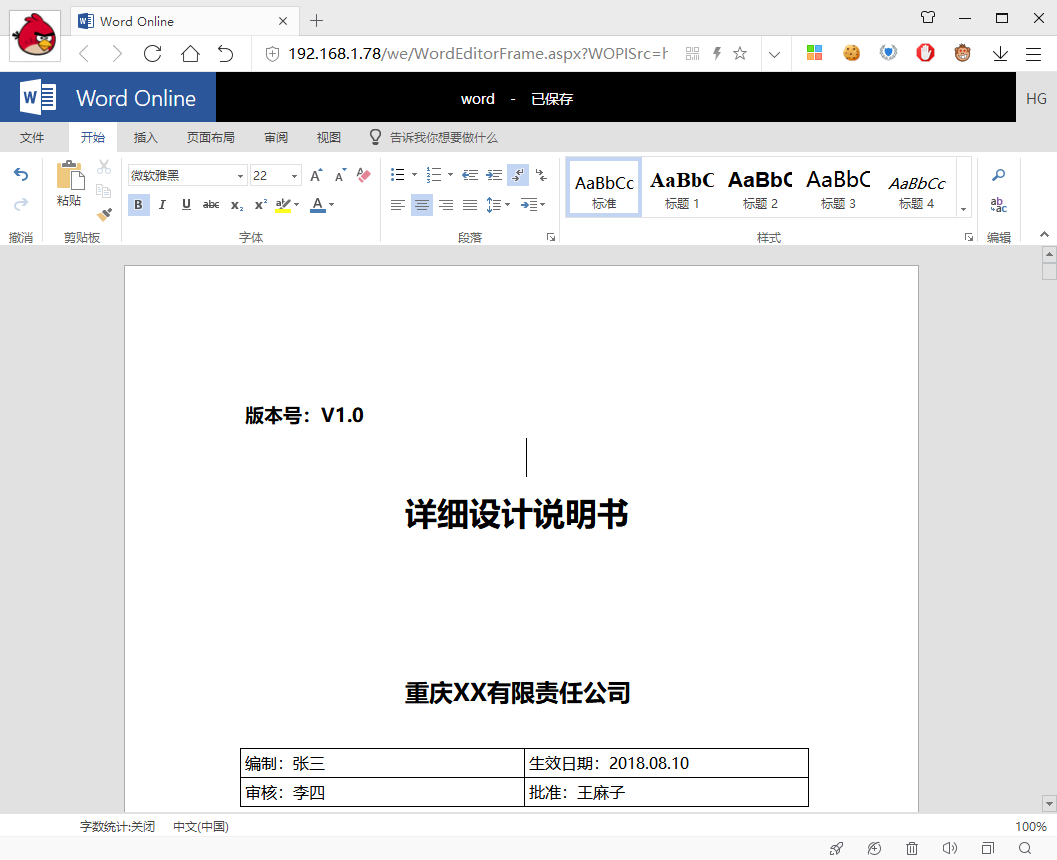 Word Online
192.168.1.78/we/WordEditorFrame.aspx?WOPISrc=h
Word Online
word - 已保存
HG
文件 开始 插入 页面布局 审阅 视图 告诉我你想要做什么
粘贴
微软雅黑 22
B I U abc x₂ x² aby A
AaBbCc AaBbC AaBbC AaBbC AaBbCc
标准 标题 1 标题 2 标题 3 标题 4
ab
ac
撤消 剪贴板 字体 段落 样式 编辑
版本号：V1.0
详细设计说明书
重庆XX有限责任公司
编制：张三 生效日期：2018.08.10
审核：李四 批准：王麻子
字数统计:关闭 中文(中国) 100%